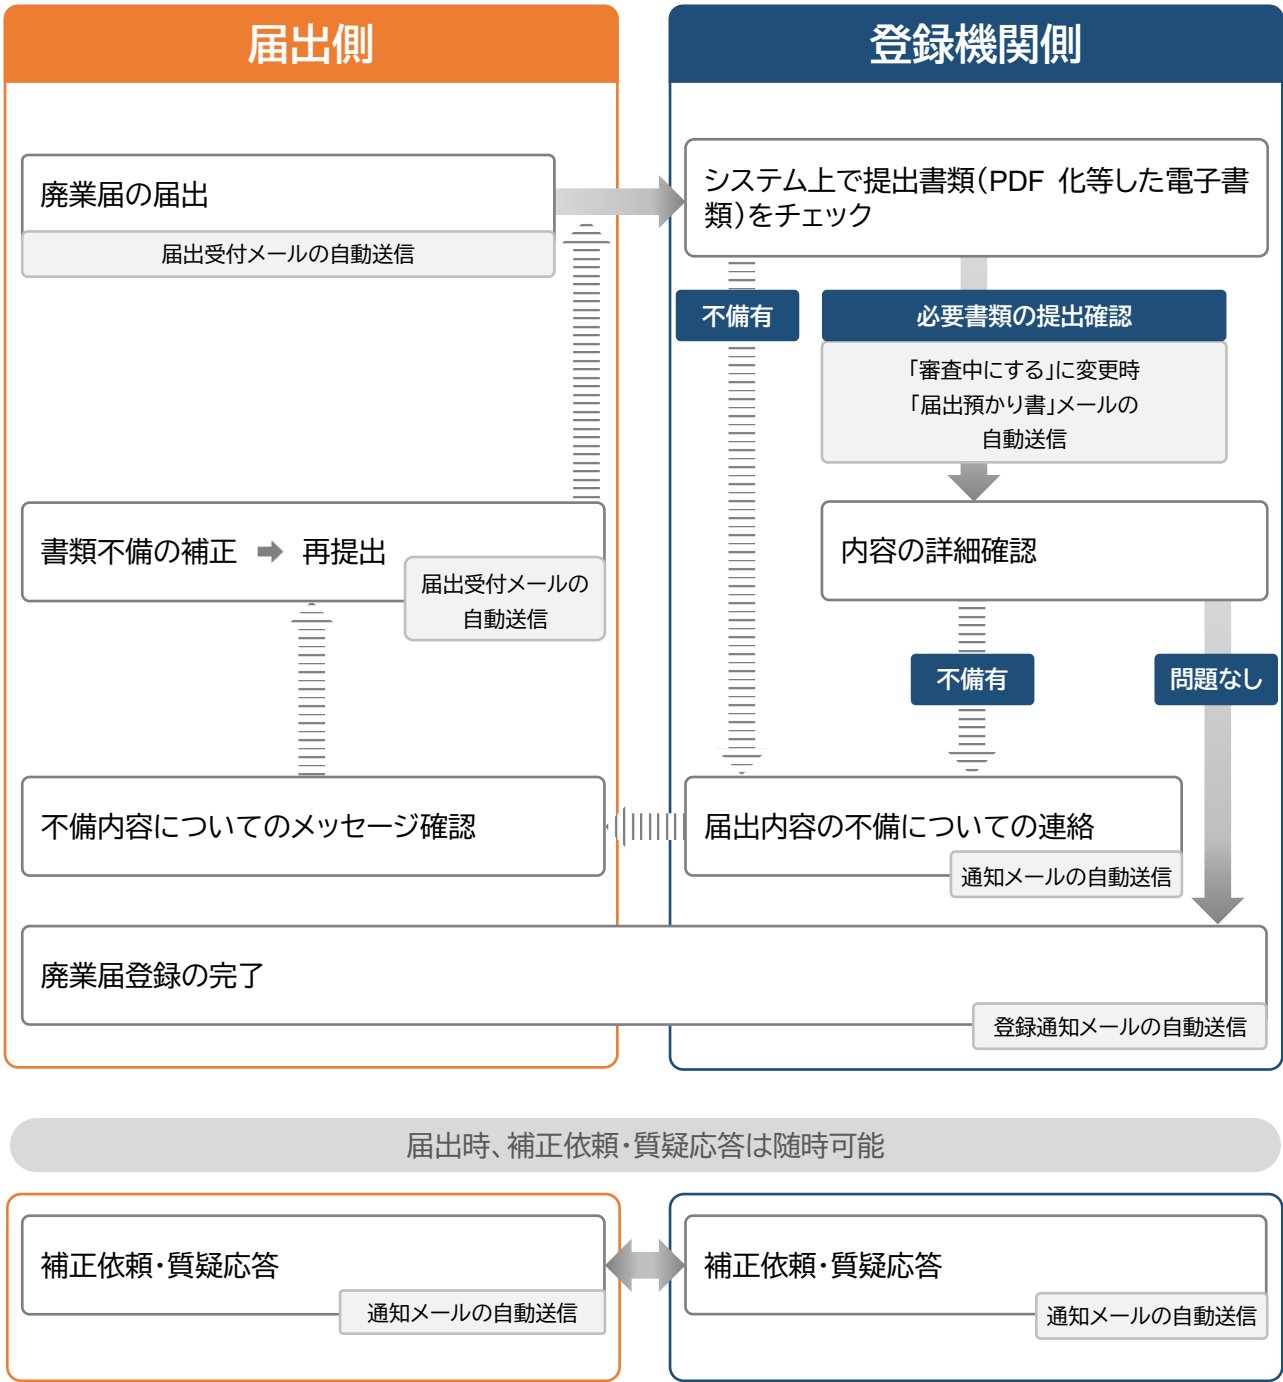 届出側
登録機関側
廃業届の届出
届出受付メールの自動送信
システム上で提出書類(PDF 化等した電子書
類)をチェック
不備有
必要書類の提出確認
「審査中にする」に変更時
「届出預かり書」メールの
自動送信
書類不備の補正 ➡ 再提出
届出受付メールの
自動送信
内容の詳細確認
不備有
問題なし
不備内容についてのメッセージ確認
届出内容の不備についての連絡
通知メールの自動送信
廃業届登録の完了
登録通知メールの自動送信
届出時、補正依頼・質疑応答は随時可能
補正依頼・質疑応答
通知メールの自動送信
補正依頼・質疑応答
通知メールの自動送信